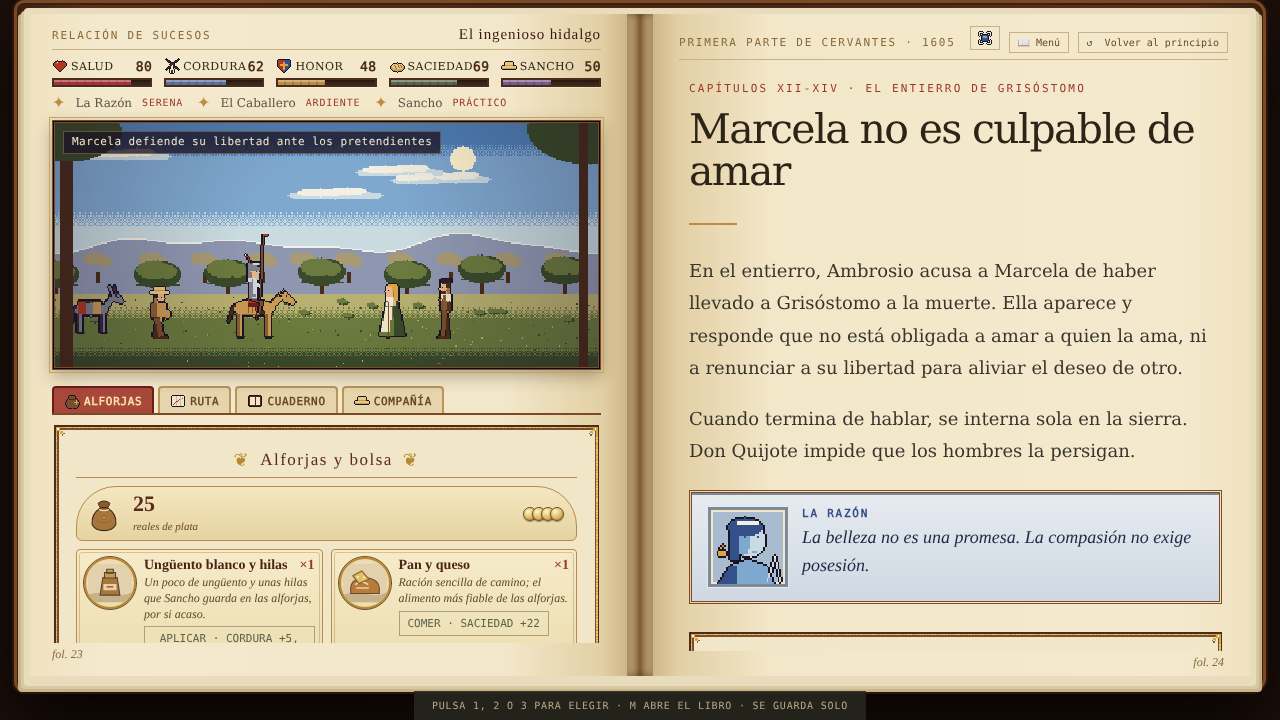 RELACIÓN DE SUCESOS
El ingenioso hidalgo
SALUD 80
CORDURA 62
HONOR 48
SACIEDAD 69
SANCHO 50
La Razón SERENA
El Caballero ARDIENTE
Sancho PRÁCTICO
Marcela defiende su libertad ante los pretendientes
ALFORJAS
RUTA
CUADERNO
COMPAÑÍA
Alforjas y bolsa
25
reales de plata
Ungüento blanco y hilas ×1
Un poco de ungüento y unas hilas
que Sancho guarda en las alforjas,
por si acaso.
APLICAR · CORDURA +5,
Pan y queso ×1
Ración sencilla de camino; el
alimento más fiable de las alforjas.
COMER · SACIEDAD +22
fol. 23
PRIMERA PARTE DE CERVANTES · 1605
Menú
↺ Volver al principio
CAPÍTULOS XII-XIV · EL ENTIERRO DE GRISÓSTOMO
Marcela no es culpable de
amar
En el entierro, Ambrosio acusa a Marcela de haber
llevado a Grisóstomo a la muerte. Ella aparece y
responde que no está obligada a amar a quien la ama, ni
a renunciar a su libertad para aliviar el deseo de otro.
Cuando termina de hablar, se interna sola en la sierra.
Don Quijote impide que los hombres la persigan.
LA RAZÓN
La belleza no es una promesa. La compasión no exige
posesión.
fol. 24
PULSA 1, 2 O 3 PARA ELEGIR · M ABRE EL LIBRO · SE GUARDA SOLO